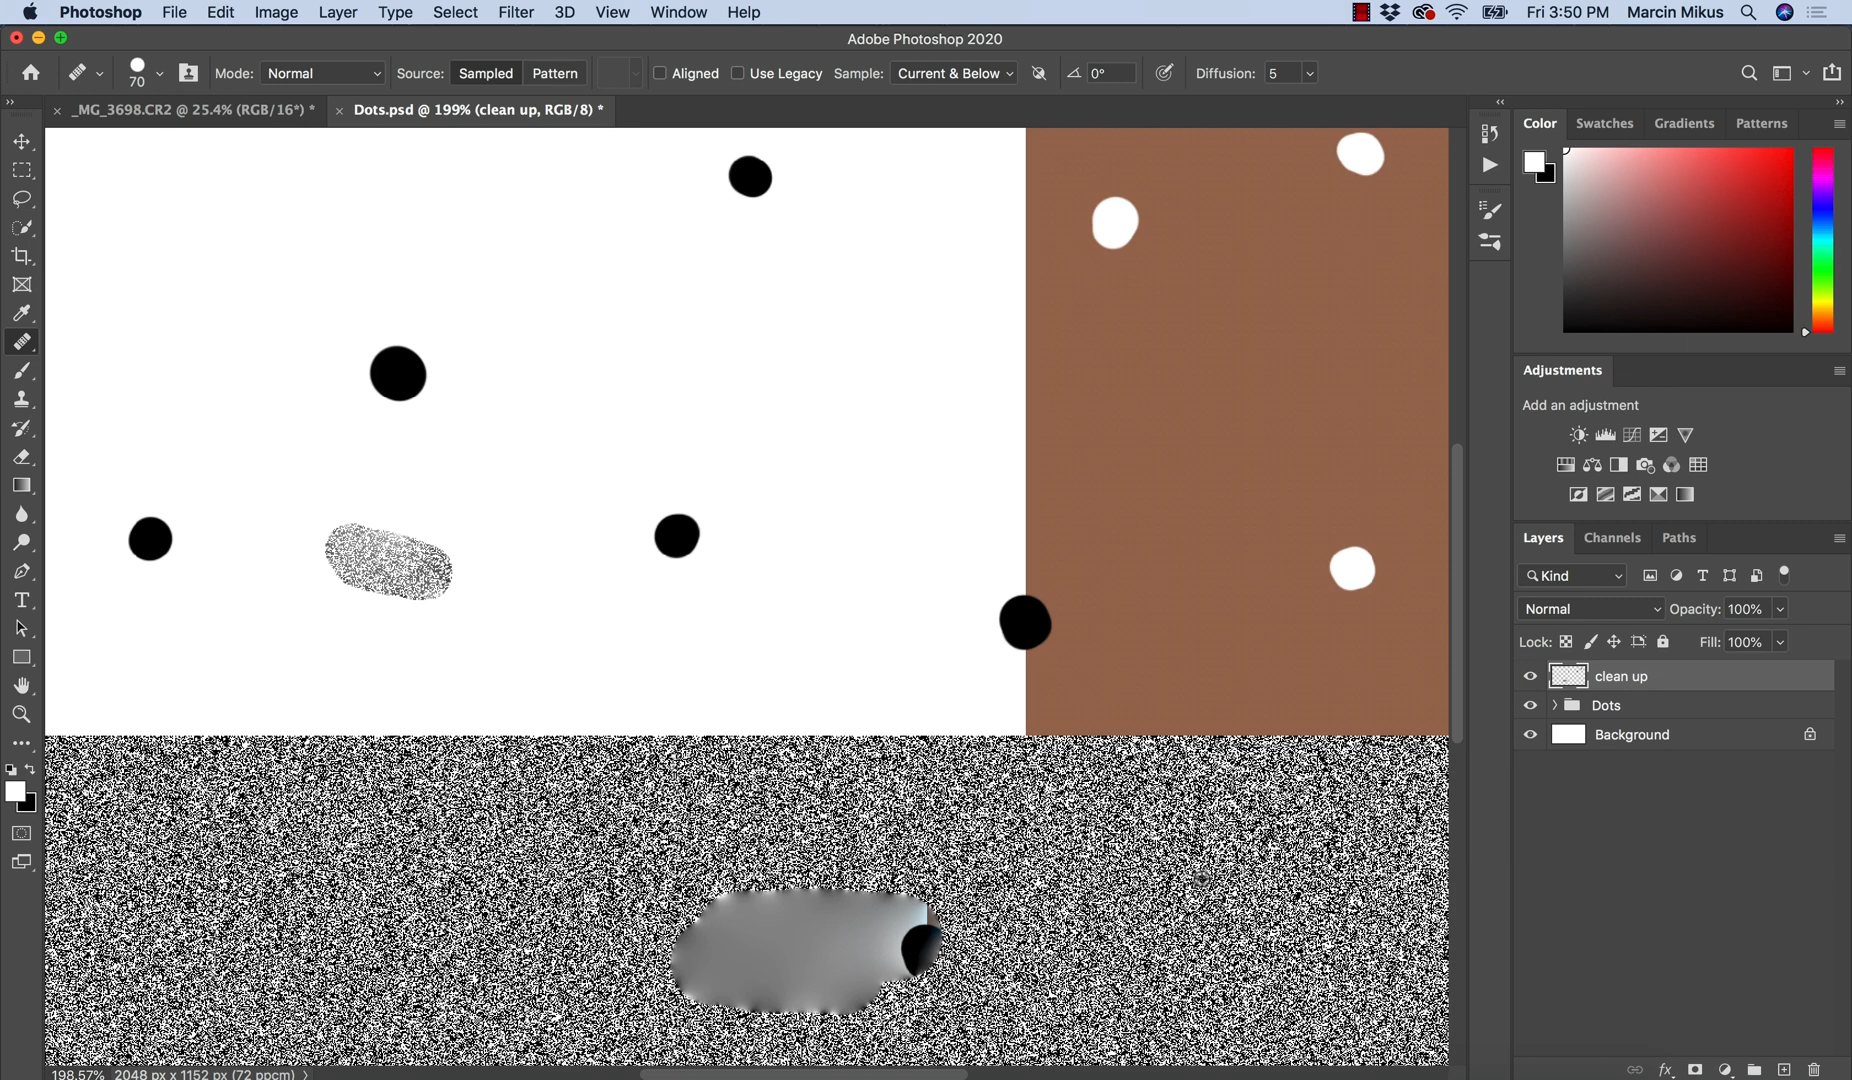 Photoshop File Edit Image Layer Type Select Filter 3D View Window Help Fri 3:50 PM Marcin Mikus
Adobe Photoshop 2020
70 Mode: Normal Source: Sampled Pattern Aligned Use Legacy Sample: Current & Below 0° Diffusion: 5
_MG_3698.CR2 @ 25.4% (RGB/16*) * Dots.psd @ 199% (clean up, RGB/8) *
Color Swatches Gradients Patterns
Adjustments
Add an adjustment
Layers Channels Paths
Kind
Normal Opacity: 100%
Lock: Fill: 100%
clean up
Dots
Background
198.57% 2048 px x 1152 px (72 ppcm)